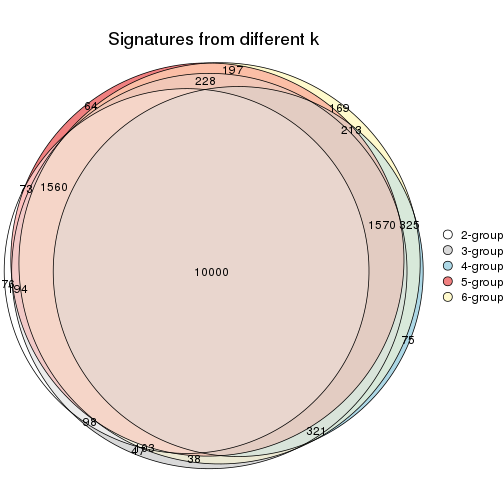 Signatures from different k
197
228
64
169
213
73
1560
1570
325
10000
76
194
75
98
321
47
38
2-group
3-group
4-group
5-group
6-group